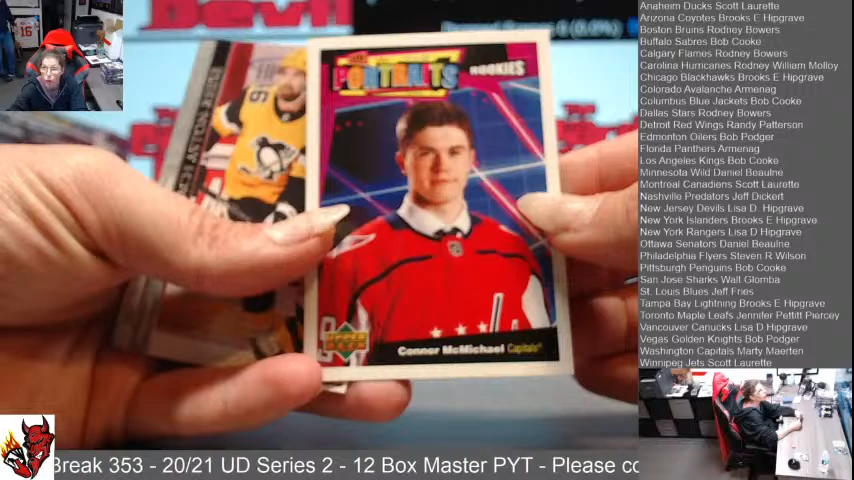 Anaheim Ducks Scott Laurette
Arizona Coyotes Brooks E Hipgrave
Boston Bruins Rodney Bowers
Buffalo Sabres Bob Cooke
Calgary Flames Rodney Bowers
Carolina Hurricanes Rodney William Molloy
Chicago Blackhawks Brooks E Hipgrave
Colorado Avalanche Armenag
Columbus Blue Jackets Bob Cooke
Dallas Stars Rodney Bowers
Detroit Red Wings Randy Patterson
Edmonton Oilers Bob Podger
Florida Panthers Armenag
Los Angeles Kings Bob Cooke
Minnesota Wild Daniel Beaulne
Montreal Canadiens Scott Laurette
Nashville Predators Jeff Dickert
New Jersey Devils Lisa D. Hipgrave
New York Islanders Brooks E Hipgrave
New York Rangers Lisa D Hipgrave
Ottawa Senators Daniel Beaulne
Philadelphia Flyers Steven R Wilson
Pittsburgh Penguins Bob Cooke
San Jose Sharks Walt Glomba
St. Louis Blues Jeff Fries
Tampa Bay Lightning Brooks E Hipgrave
Toronto Maple Leafs Jennifer Pettitt Piercey
Vancouver Canucks Lisa D Hipgrave
Vegas Golden Knights Bob Podger
Washington Capitals Marty Maerten
Winnipeg Jets Scott Laurette
Devil
16
PORTRAITS
ROOKIES
UPPER DECK
Connor McMichael Capitals
Break 353 - 20/21 UD Series 2 - 12 Box Master PYT - Please co